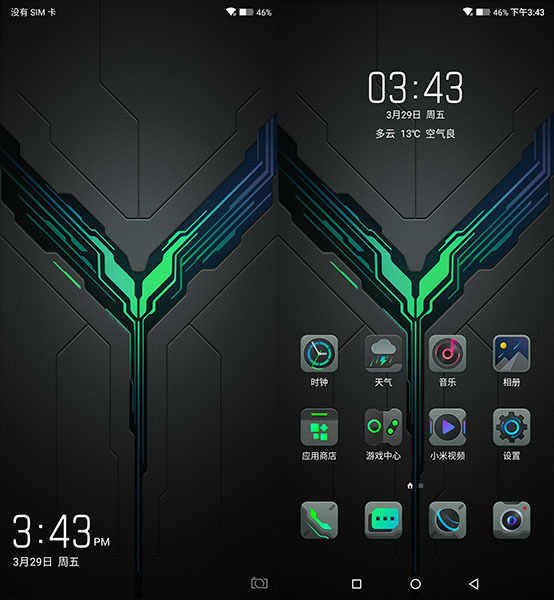 没有 SIM 卡
46%
3:43 PM
3月29日 周五
46% 下午3:43
03:43
3月29日 周五
多云 13℃ 空气良
时钟
天气
音乐
相册
应用商店
游戏中心
小米视频
设置